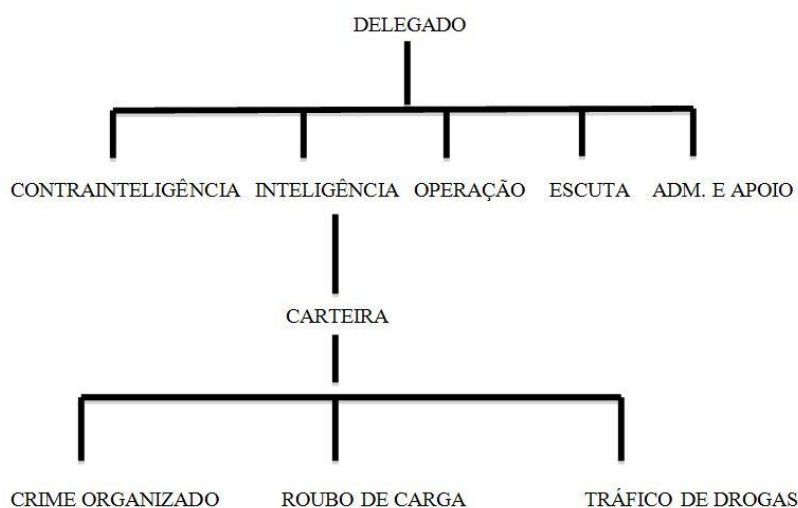 DELEGADO
CONTRAINTELIGÊNCIA INTELIGÊNCIA OPERAÇÃO ESCUTA ADM. E APOIO
CARTEIRA
CRIME ORGANIZADO ROUBO DE CARGA TRÁFICO DE DROGAS